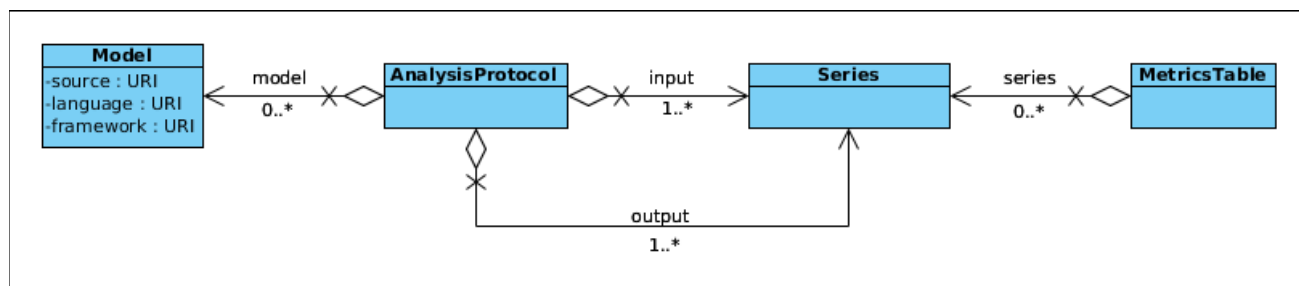 Model
-source : URI
-language : URI
-framework : URI
model
0..*
AnalysisProtocol
input
1..*
Series
series
0..*
MetricsTable
output
1..*